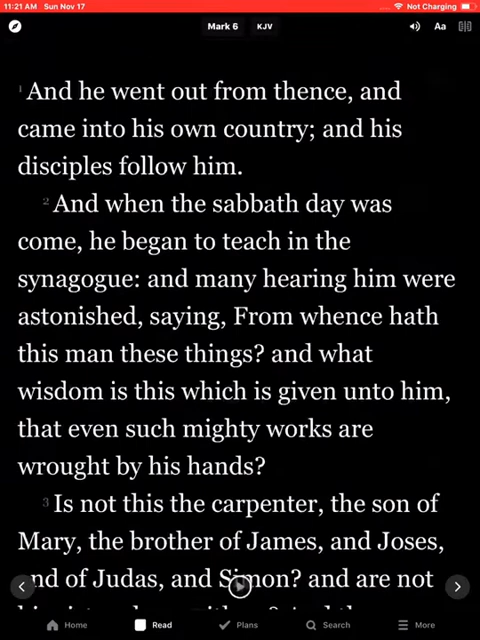 11:21 AM Sun Nov 17
Not Charging
Mark 6
KJV
Aa
1 And he went out from thence, and
came into his own country; and his
disciples follow him.
2 And when the sabbath day was
come, he began to teach in the
synagogue: and many hearing him were
astonished, saying, From whence hath
this man these things? and what
wisdom is this which is given unto him,
that even such mighty works are
wrought by his hands?
3 Is not this the carpenter, the son of
Mary, the brother of James, and Joses,
and of Judas, and Simon? and are not
Home
Read
Plans
Search
More